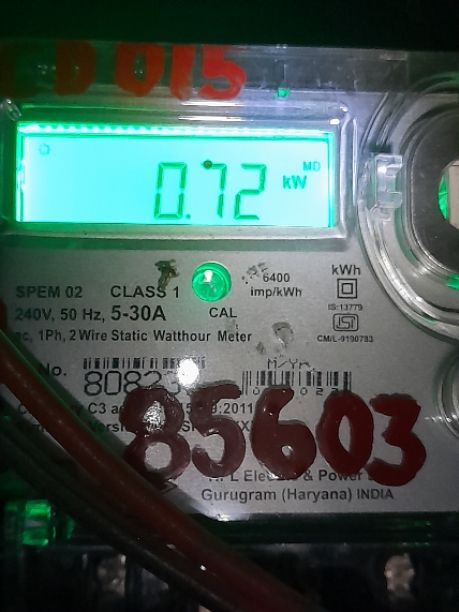 D 015
MD
0.72 kW
SPEM 02 CLASS 1 6400 imp/kWh kWh
240V, 50 Hz, 5-30A CAL IS:13779
ac, 1Ph, 2 Wire Static Watthour Meter CM/L-9190783
No.
85603
Gurugram (Haryana) INDIA